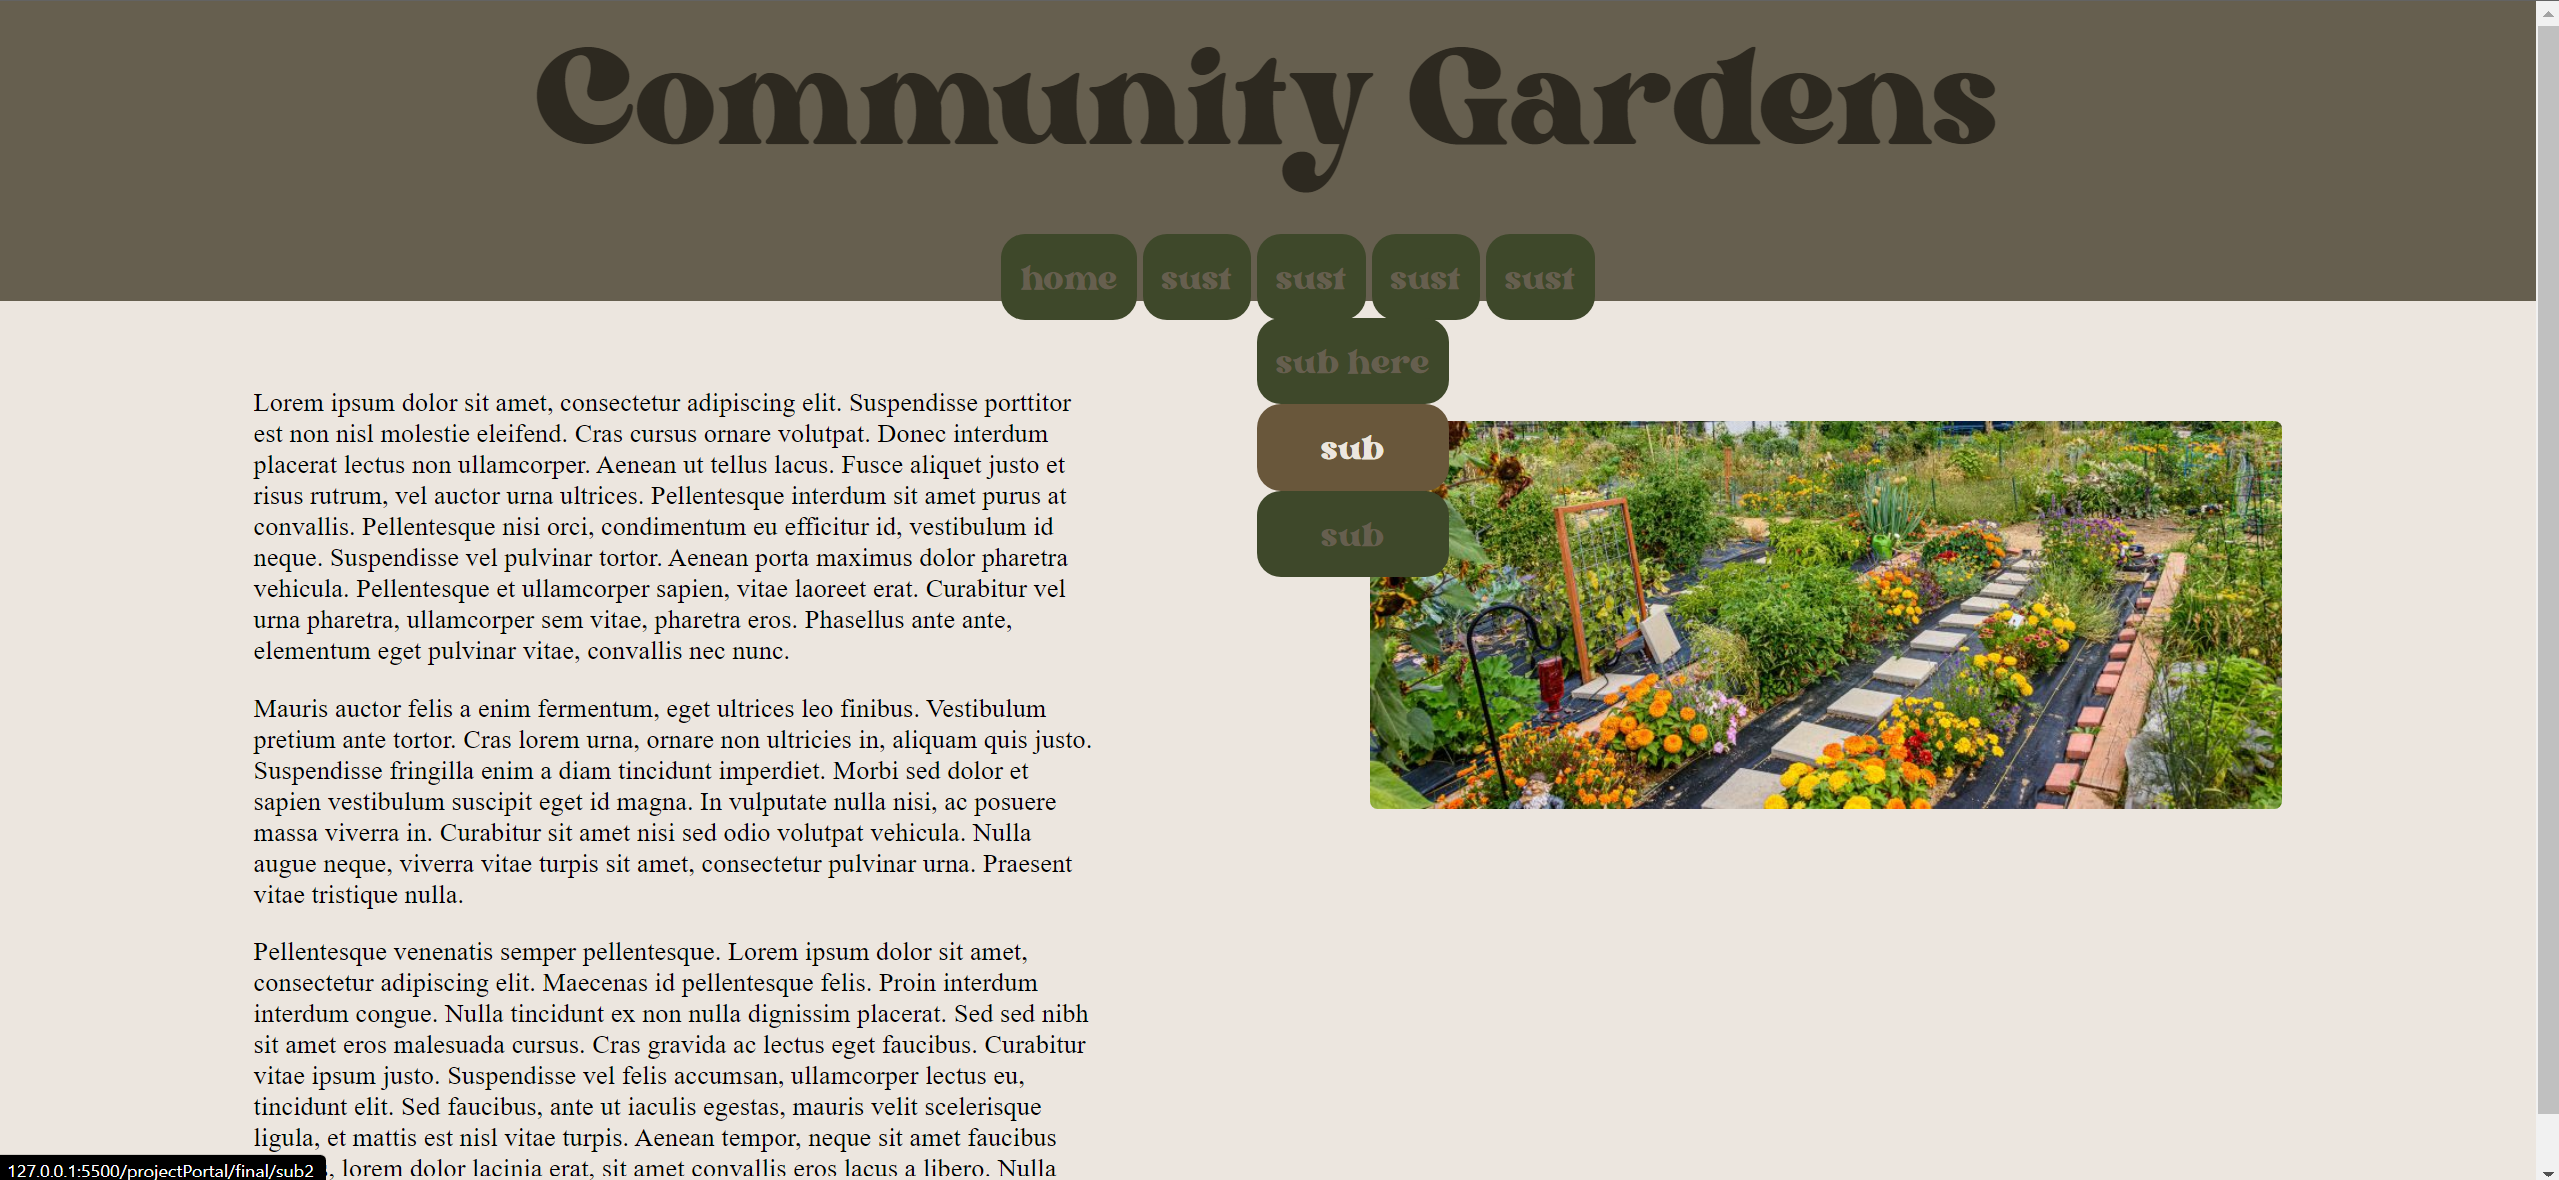 Community Gardens
home sust sust sust sust
sub here
sub
sub
Lorem ipsum dolor sit amet, consectetur adipiscing elit. Suspendisse porttitor
est non nisl molestie eleifend. Cras cursus ornare volutpat. Donec interdum
placerat lectus non ullamcorper. Aenean ut tellus lacus. Fusce aliquet justo et
risus rutrum, vel auctor urna ultrices. Pellentesque interdum sit amet purus at
convallis. Pellentesque nisi orci, condimentum eu efficitur id, vestibulum id
neque. Suspendisse vel pulvinar tortor. Aenean porta maximus dolor pharetra
vehicula. Pellentesque et ullamcorper sapien, vitae laoreet erat. Curabitur vel
urna pharetra, ullamcorper sem vitae, pharetra eros. Phasellus ante ante,
elementum eget pulvinar vitae, convallis nec nunc.
Mauris auctor felis a enim fermentum, eget ultrices leo finibus. Vestibulum
pretium ante tortor. Cras lorem urna, ornare non ultricies in, aliquam quis justo.
Suspendisse fringilla enim a diam tincidunt imperdiet. Morbi sed dolor et
sapien vestibulum suscipit eget id magna. In vulputate nulla nisi, ac posuere
massa viverra in. Curabitur sit amet nisi sed odio volutpat vehicula. Nulla
augue neque, viverra vitae turpis sit amet, consectetur pulvinar urna. Praesent
vitae tristique nulla.
Pellentesque venenatis semper pellentesque. Lorem ipsum dolor sit amet,
consectetur adipiscing elit. Maecenas id pellentesque felis. Proin interdum
interdum congue. Nulla tincidunt ex non nulla dignissim placerat. Sed sed nibh
sit amet eros malesuada cursus. Cras gravida ac lectus eget faucibus. Curabitur
vitae ipsum justo. Suspendisse vel felis accumsan, ullamcorper lectus eu,
tincidunt elit. Sed faucibus, ante ut iaculis egestas, mauris velit scelerisque
ligula, et mattis est nisl vitae turpis. Aenean tempor, neque sit amet faucibus
, lorem dolor lacinia erat, sit amet convallis eros lacus a libero. Nulla
127.0.0.1:5500/projectPortal/final/sub2